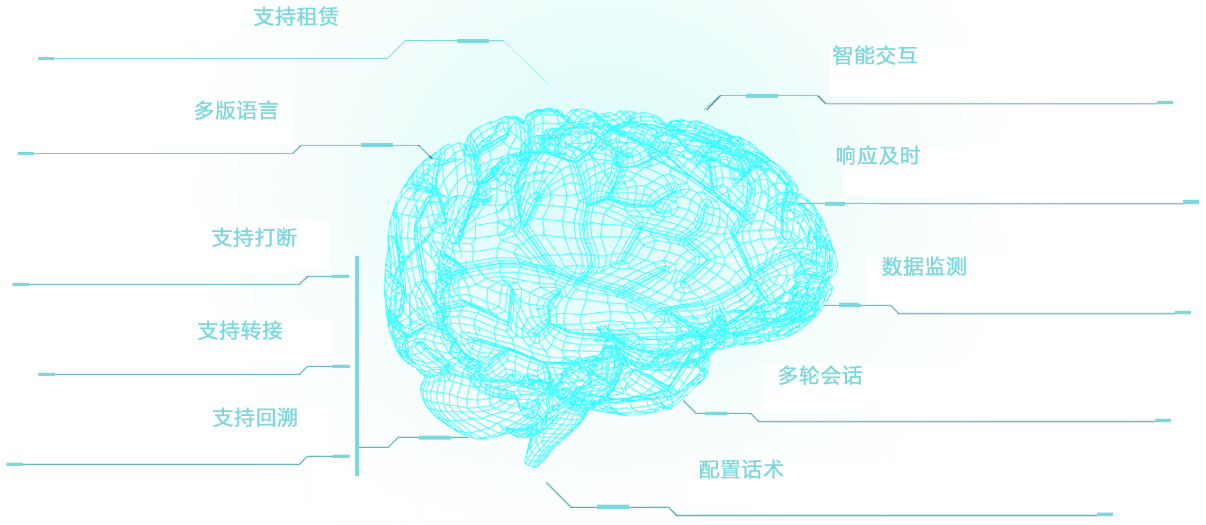 支持租赁
多版语言
支持打断
支持转接
支持回溯
智能交互
响应及时
数据监测
多轮会话
配置话术